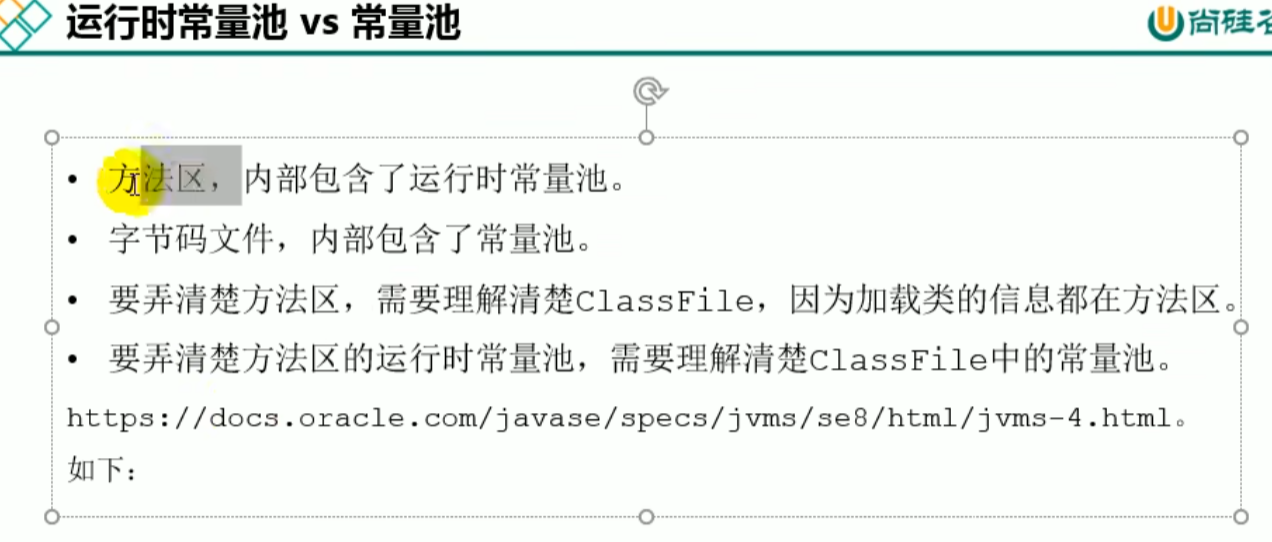 运行时常量池 vs 常量池
尚硅谷
• 方法区，内部包含了运行时常量池。
• 字节码文件，内部包含了常量池。
• 要弄清楚方法区，需要理解清楚ClassFile，因为加载类的信息都在方法区。
• 要弄清楚方法区的运行时常量池，需要理解清楚ClassFile中的常量池。
https://docs.oracle.com/javase/specs/jvms/se8/html/jvms-4.html。
如下：